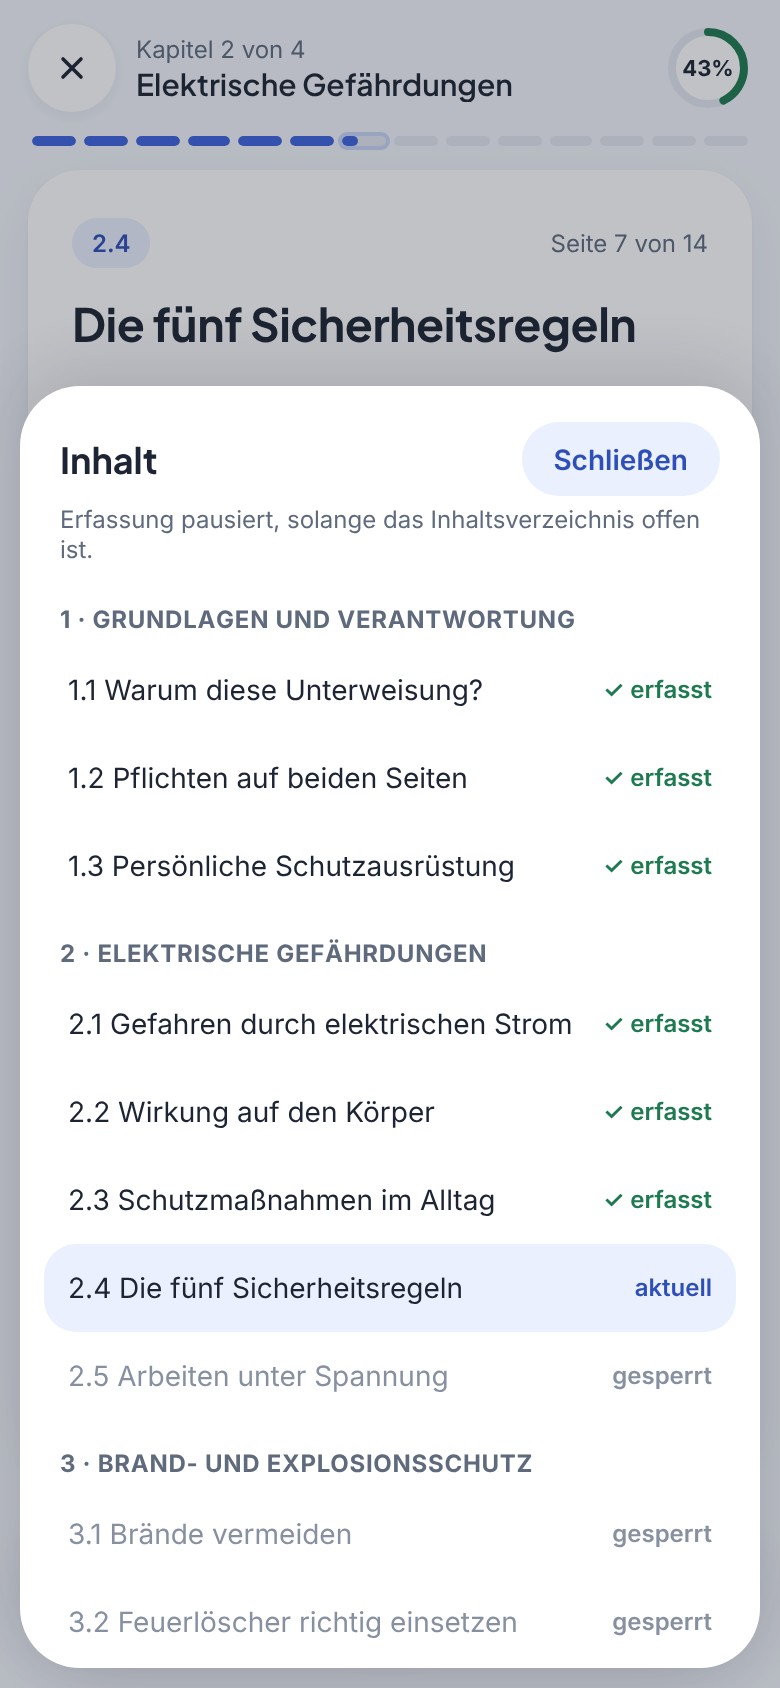 Kapitel 2 von 4
Elektrische Gefährdungen
43%
2.4
Seite 7 von 14
Die fünf Sicherheitsregeln
Inhalt
Schließen
Erfassung pausiert, solange das Inhaltsverzeichnis offen
ist.
1 · GRUNDLAGEN UND VERANTWORTUNG
1.1 Warum diese Unterweisung? ✓ erfasst
1.2 Pflichten auf beiden Seiten ✓ erfasst
1.3 Persönliche Schutzausrüstung ✓ erfasst
2 · ELEKTRISCHE GEFÄHRDUNGEN
2.1 Gefahren durch elektrischen Strom ✓ erfasst
2.2 Wirkung auf den Körper ✓ erfasst
2.3 Schutzmaßnahmen im Alltag ✓ erfasst
2.4 Die fünf Sicherheitsregeln aktuell
2.5 Arbeiten unter Spannung gesperrt
3 · BRAND- UND EXPLOSIONSSCHUTZ
3.1 Brände vermeiden gesperrt
3.2 Feuerlöscher richtig einsetzen gesperrt